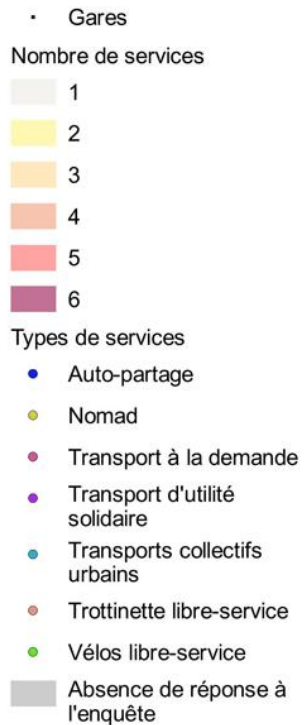 Gares
Nombre de services
1
2
3
4
5
6
Types de services
Auto-partage
Nomad
Transport à la demande
Transport d'utilité
solidaire
Transports collectifs
urbains
Trottinette libre-service
Vélos libre-service
Absence de réponse à
l'enquête